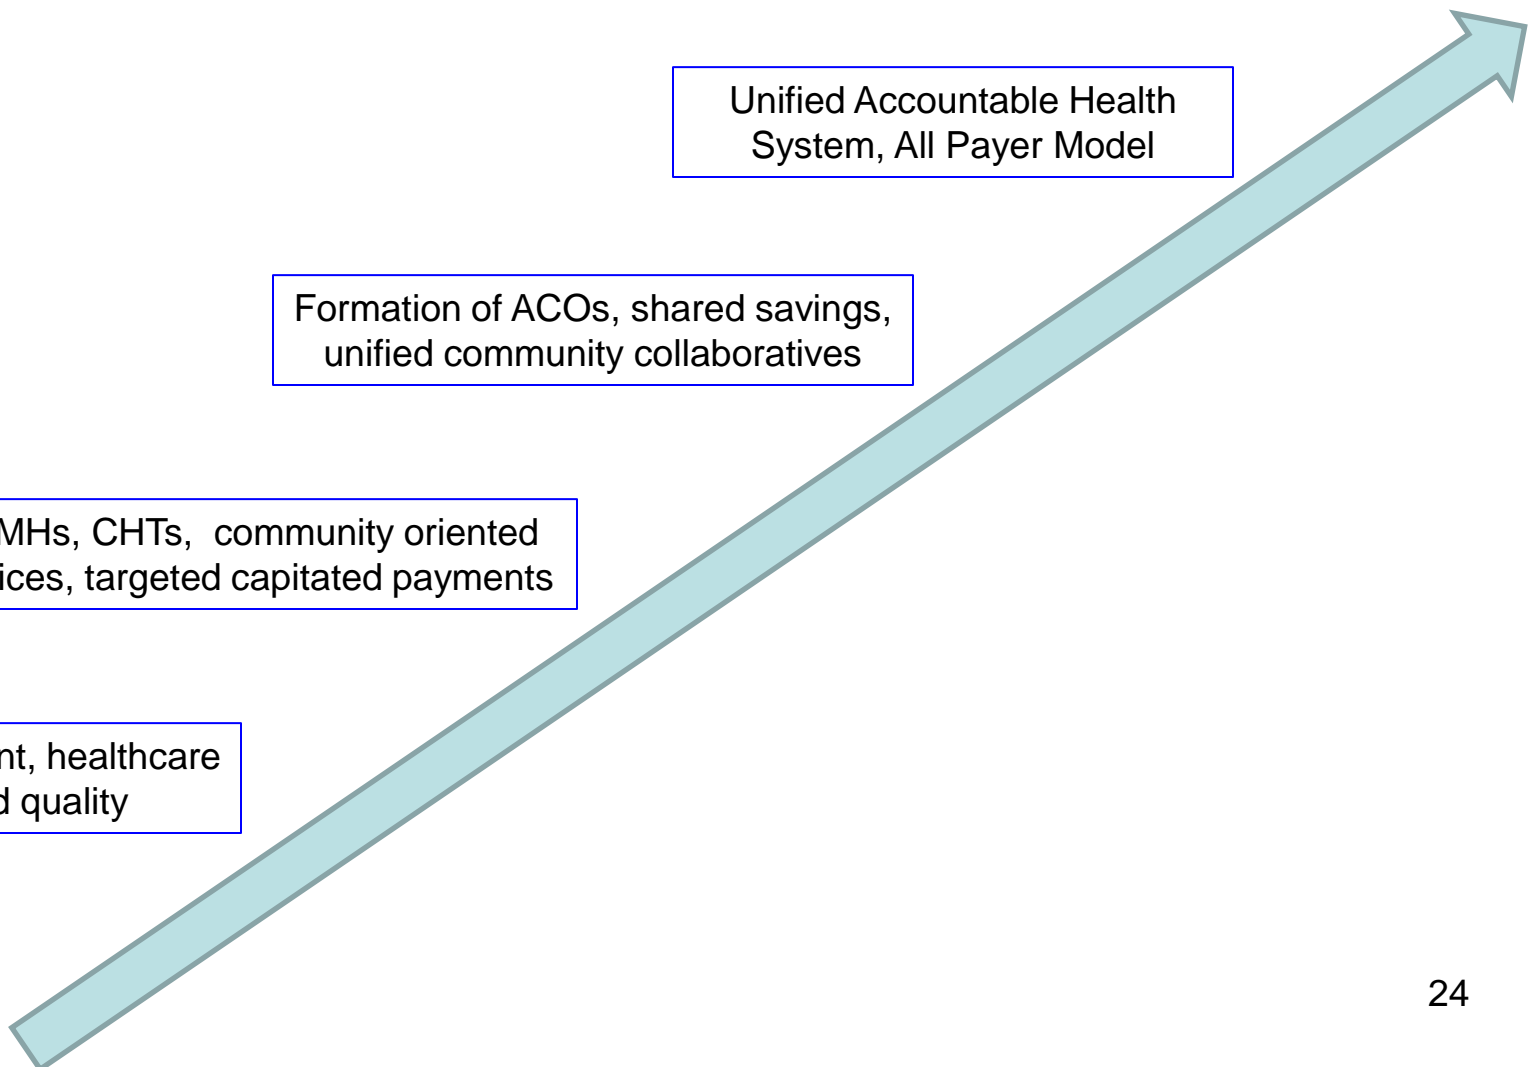 Unified Accountable Health
System, All Payer Model
Formation of ACOs, shared savings,
unified community collaboratives
MHs, CHTs, community oriented
ices, targeted capitated payments
nt, healthcare
d quality
24